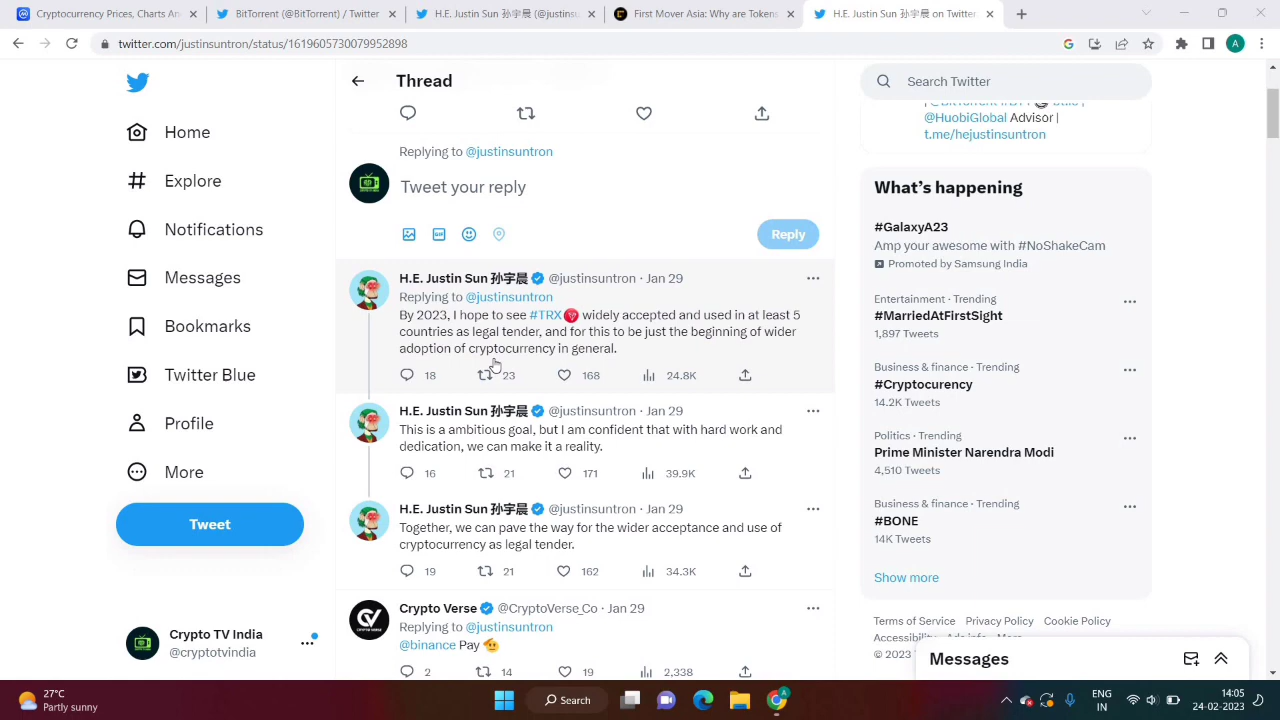 Cryptocurrency Prices, Charts An
BitTorrent (@BitTorrent) / Twitter
H.E. Justin Sun 孙宇晨 (@justinsu
First Mover Asia: Why are Tokens
H.E. Justin Sun 孙宇晨 on Twitter
twitter.com/justinsuntron/status/1619605730079952898
A
Home
Explore
Notifications
Messages
Bookmarks
Twitter Blue
Profile
More
Tweet
Crypto TV India
@cryptotvindia
Thread
Replying to @justinsuntron
Tweet your reply
GIF
Reply
H.E. Justin Sun 孙宇晨 @justinsuntron · Jan 29
Replying to @justinsuntron
By 2023, I hope to see #TRX widely accepted and used in at least 5
countries as legal tender, and for this to be just the beginning of wider
adoption of cryptocurrency in general.
18 23 168 24.8K
H.E. Justin Sun 孙宇晨 @justinsuntron · Jan 29
This is a ambitious goal, but I am confident that with hard work and
dedication, we can make it a reality.
16 21 171 39.9K
H.E. Justin Sun 孙宇晨 @justinsuntron · Jan 29
Together, we can pave the way for the wider acceptance and use of
cryptocurrency as legal tender.
19 21 162 34.3K
Crypto Verse @CryptoVerse_Co · Jan 29
Replying to @justinsuntron
@binance Pay
2 14 19 2,338
Search Twitter
@HuobiGlobal Advisor |
t.me/hejustinsuntron
What's happening
#GalaxyA23
Amp your awesome with #NoShakeCam
Promoted by Samsung India
Entertainment · Trending
#MarriedAtFirstSight
1,897 Tweets
Business & finance · Trending
#Cryptocurency
14.2K Tweets
Politics · Trending
Prime Minister Narendra Modi
4,510 Tweets
Business & finance · Trending
#BONE
14K Tweets
Show more
Terms of Service Privacy Policy Cookie Policy
Accessibility Ads info More
© 2023
Messages
27°C
Partly sunny
Search
ENG
IN
14:05
24-02-2023